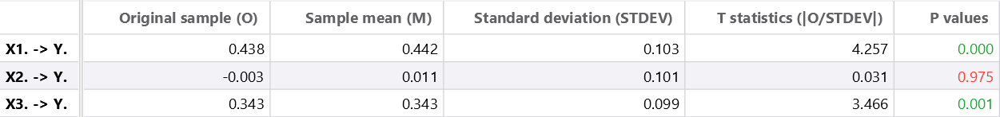 Original sample (O) Sample mean (M) Standard deviation (STDEV) T statistics (|O/STDEV|) P values
X1. -> Y. 0.438 0.442 0.103 4.257 0.000
X2. -> Y. -0.003 0.011 0.101 0.031 0.975
X3. -> Y. 0.343 0.343 0.099 3.466 0.001